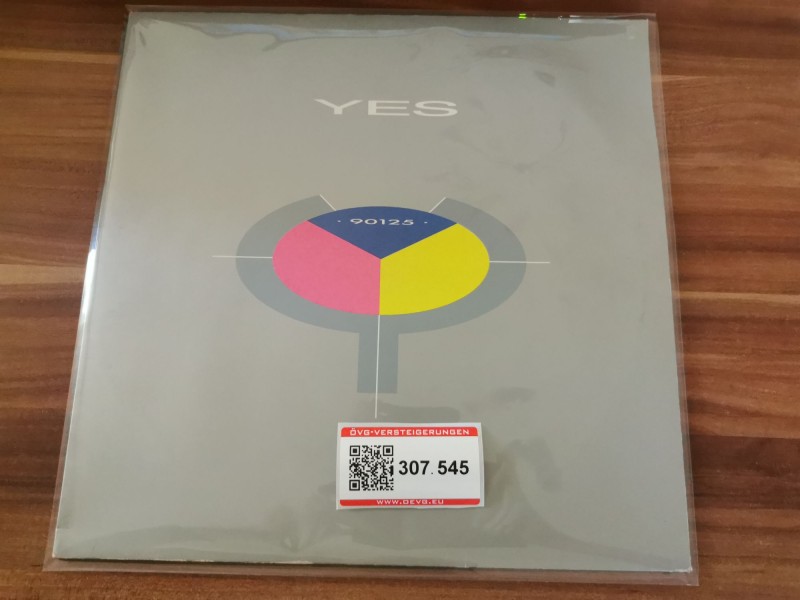 YES
· 90125 ·
ÖVG•VERSTEIGERUNGEN
307.545
WWW.OEVG.EU